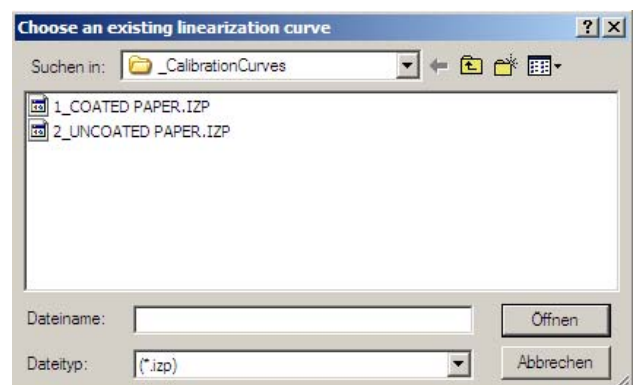 Choose an existing linearization curve
Suchen in: _CalibrationCurves
1_COATED PAPER.IZP
2_UNCOATED PAPER.IZP
Dateiname: Öffnen
Dateityp: (*.izp) Abbrechen